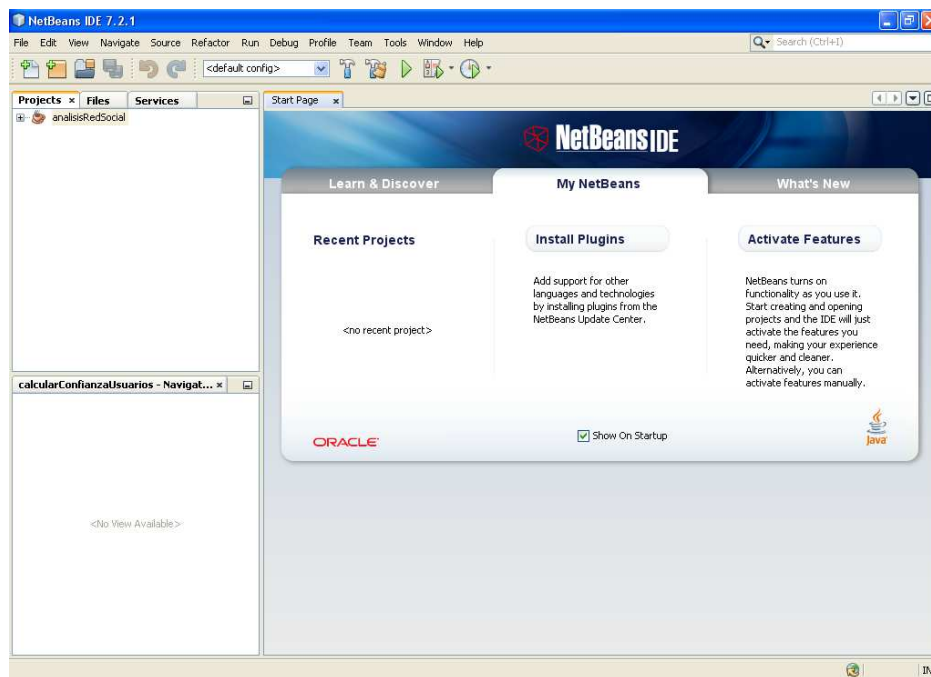 NetBeans IDE 7.2.1
File Edit View Navigate Source Refactor Run Debug Profile Team Tools Window Help
Search (Ctrl+I)
<default config>
Projects Files Services
Start Page
analisisRedSocial
NetBeans IDE
Learn & Discover
My NetBeans
What's New
Recent Projects
<no recent project>
Install Plugins
Add support for other
languages and technologies
by installing plugins from the
NetBeans Update Center.
Activate Features
NetBeans turns on
functionality as you use it.
Start creating and opening
projects and the IDE will just
activate the features you
need, making your experience
quicker and cleaner.
Alternatively, you can
activate features manually.
ORACLE
Show On Startup
Java
calcularConfianzaUsuarios - Navigat...
<No View Available>
IN